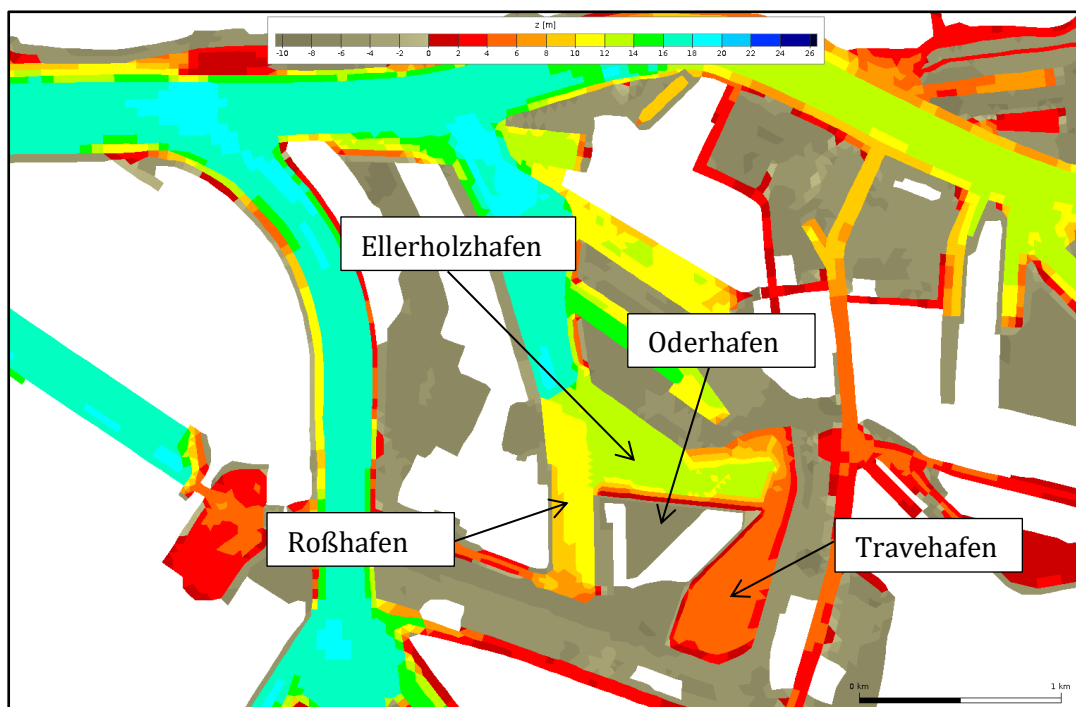 z [m]
-10 -8 -6 -4 -2 0 2 4 6 8 10 12 14 16 18 20 22 24 26
Ellerholzhafen
Oderhafen
Roßhafen
Travehafen
0 km 1 km